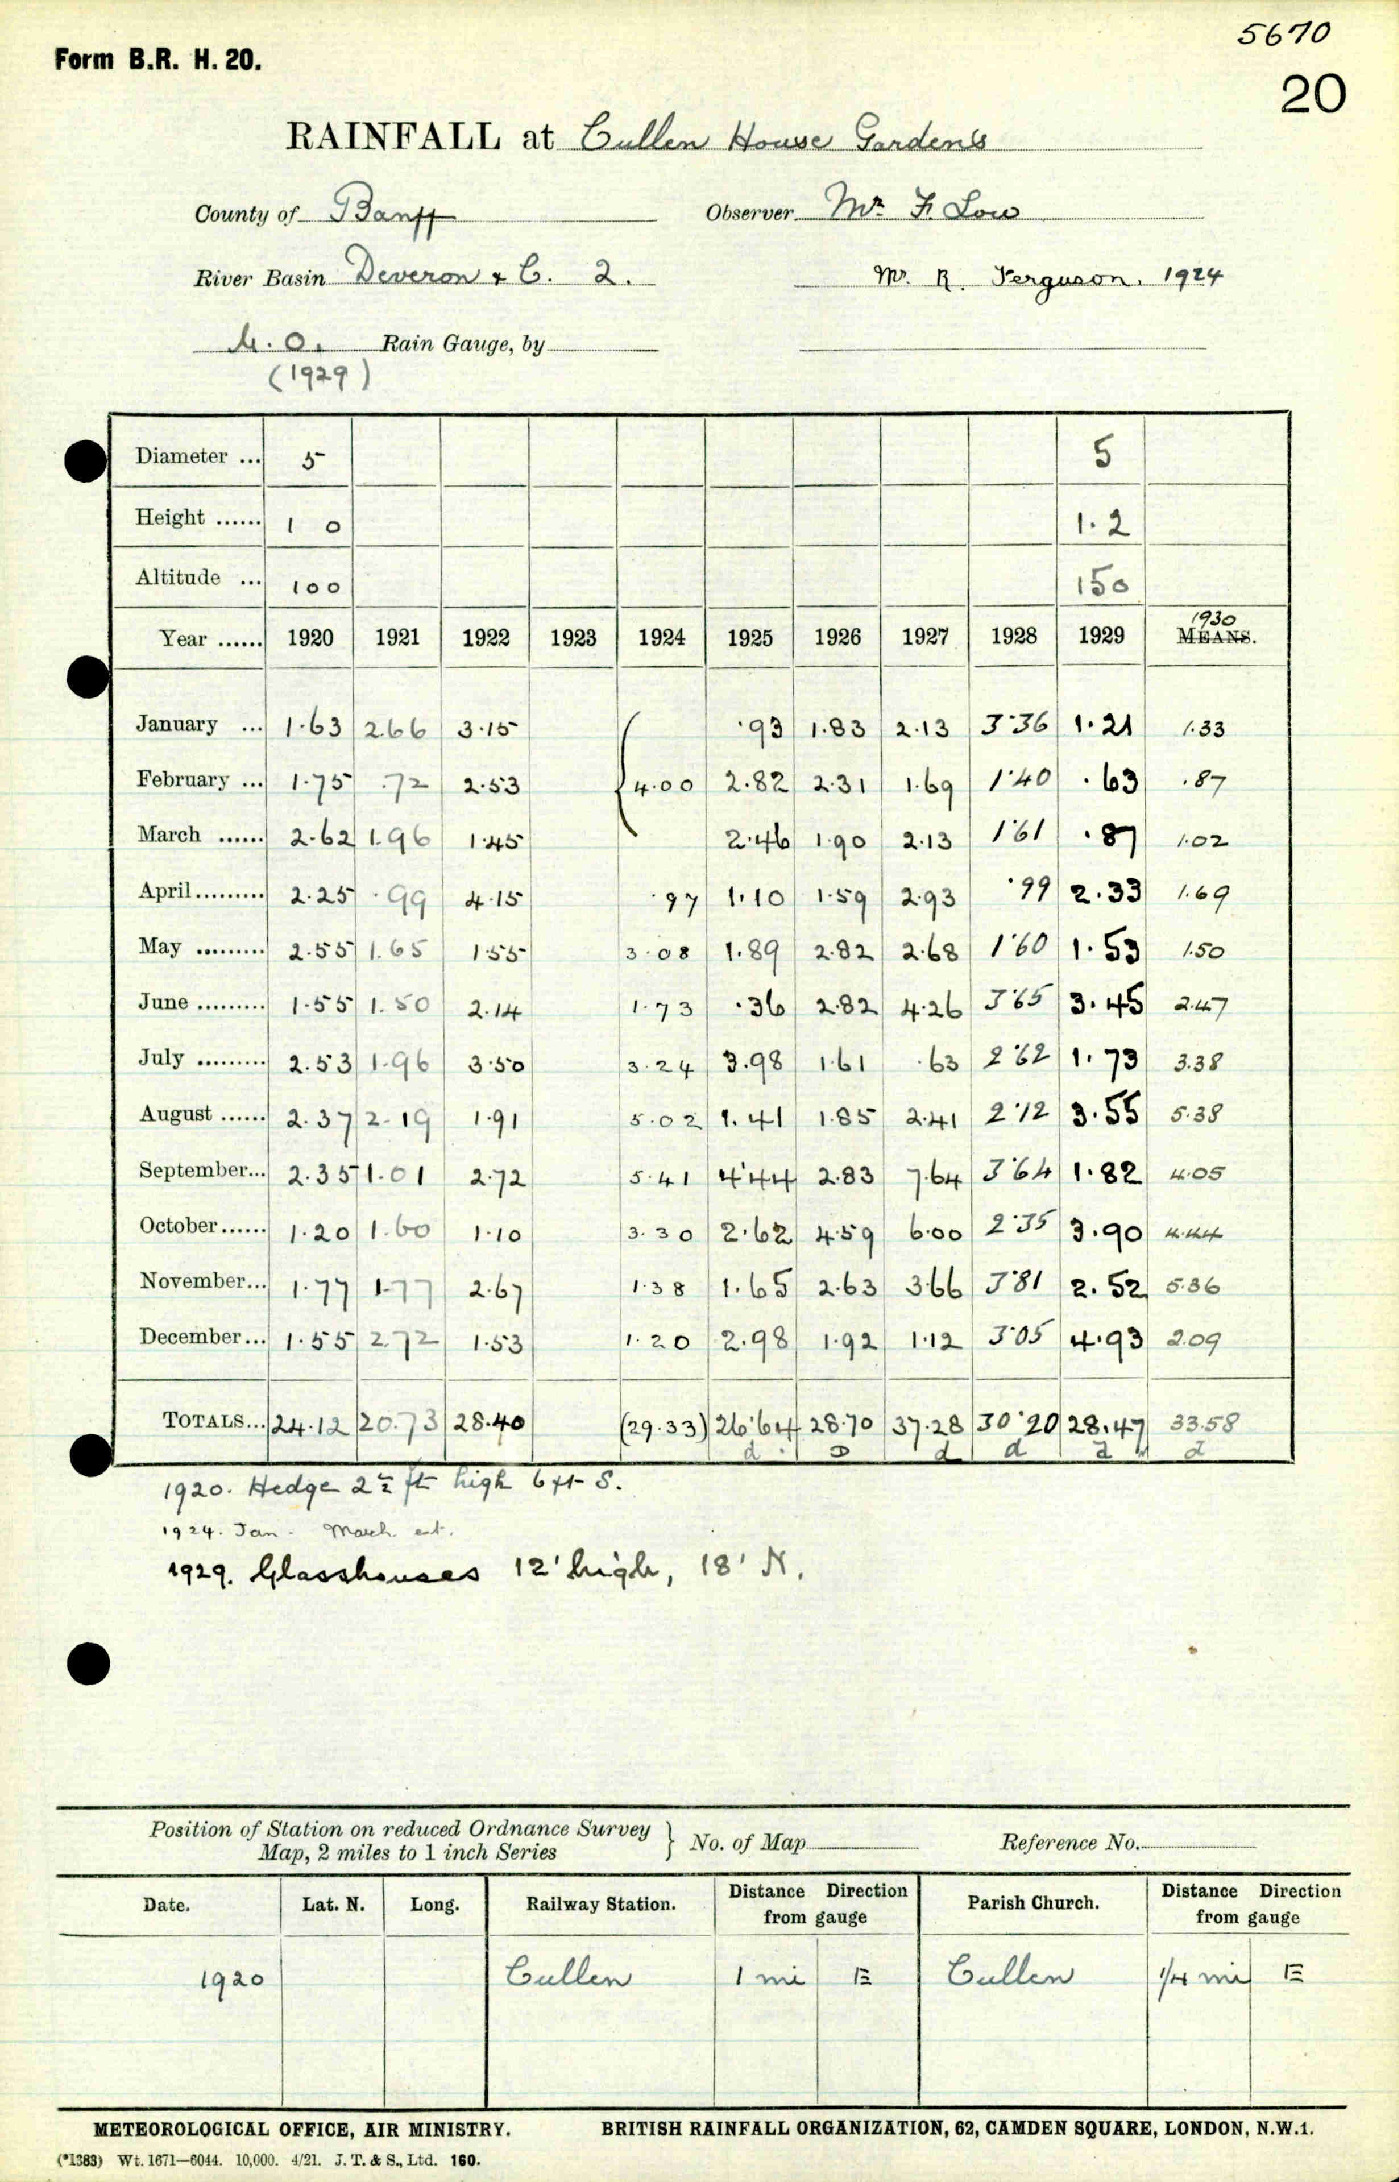 5670
Form B.R. H. 20.
20
RAINFALL at Cullen House Gardens
County of Banff Observer Mr. F. Low
River Basin Deveron & C. 2. Mr. R. Ferguson. 1924
M.O. Rain Gauge, by
(1929)
Diameter ... 5 5
Height ...... 1 0 1.2
Altitude ... 100 150
1930
Year ...... 1920 1921 1922 1923 1924 1925 1926 1927 1928 1929 MEANS.
January ... 1.63 2.66 3.15 .93 1.83 2.13 3.36 1.21 1.33
February ... 1.75 .72 2.53 { 4.00 2.82 2.31 1.69 1.40 .63 .87
March ...... 2.62 1.96 1.45 2.46 1.90 2.13 1.61 .87 1.02
April......... 2.25 .99 4.15 .97 1.10 1.59 2.93 .99 2.33 1.69
May ......... 2.55 1.65 1.55 3.08 1.89 2.82 2.68 1.60 1.53 1.50
June ......... 1.55 1.50 2.14 1.73 .36 2.82 4.26 3.65 3.45 2.47
July ......... 2.53 1.96 3.50 3.24 3.98 1.61 .63 2.62 1.73 3.38
August ...... 2.37 2.19 1.91 5.02 1.41 1.85 2.41 2.12 3.55 5.38
September... 2.35 1.01 2.72 5.41 4.44 2.83 7.64 3.64 1.82 4.05
October...... 1.20 1.60 1.10 3.30 2.62 4.59 6.00 2.35 3.90 4.44
November... 1.77 1.77 2.67 1.38 1.65 2.63 3.66 3.81 2.52 5.36
December... 1.55 2.72 1.53 1.20 2.98 1.92 1.12 3.05 4.93 2.09
TOTALS... 24.12 20.73 28.40 (29.33) 26.64 28.70 37.28 30.20 28.47 33.58
d d d d d d
1920. Hedge 2½ ft high 6 ft S.
1924. Jan - March est.
1929. Glasshouses 12' high, 18' N.
Position of Station on reduced Ordnance Survey
Map, 2 miles to 1 inch Series } No. of Map Reference No.
Date. Lat. N. Long. Railway Station. Distance Direction from gauge Parish Church. Distance Direction from gauge
1920 Cullen 1 mi E Cullen 1/4 mi E
METEOROLOGICAL OFFICE, AIR MINISTRY. BRITISH RAINFALL ORGANIZATION, 62, CAMDEN SQUARE, LONDON, N.W.1.
(*1383) Wt. 1671—6044. 10,000. 4/21. J. T. & S., Ltd. 160.